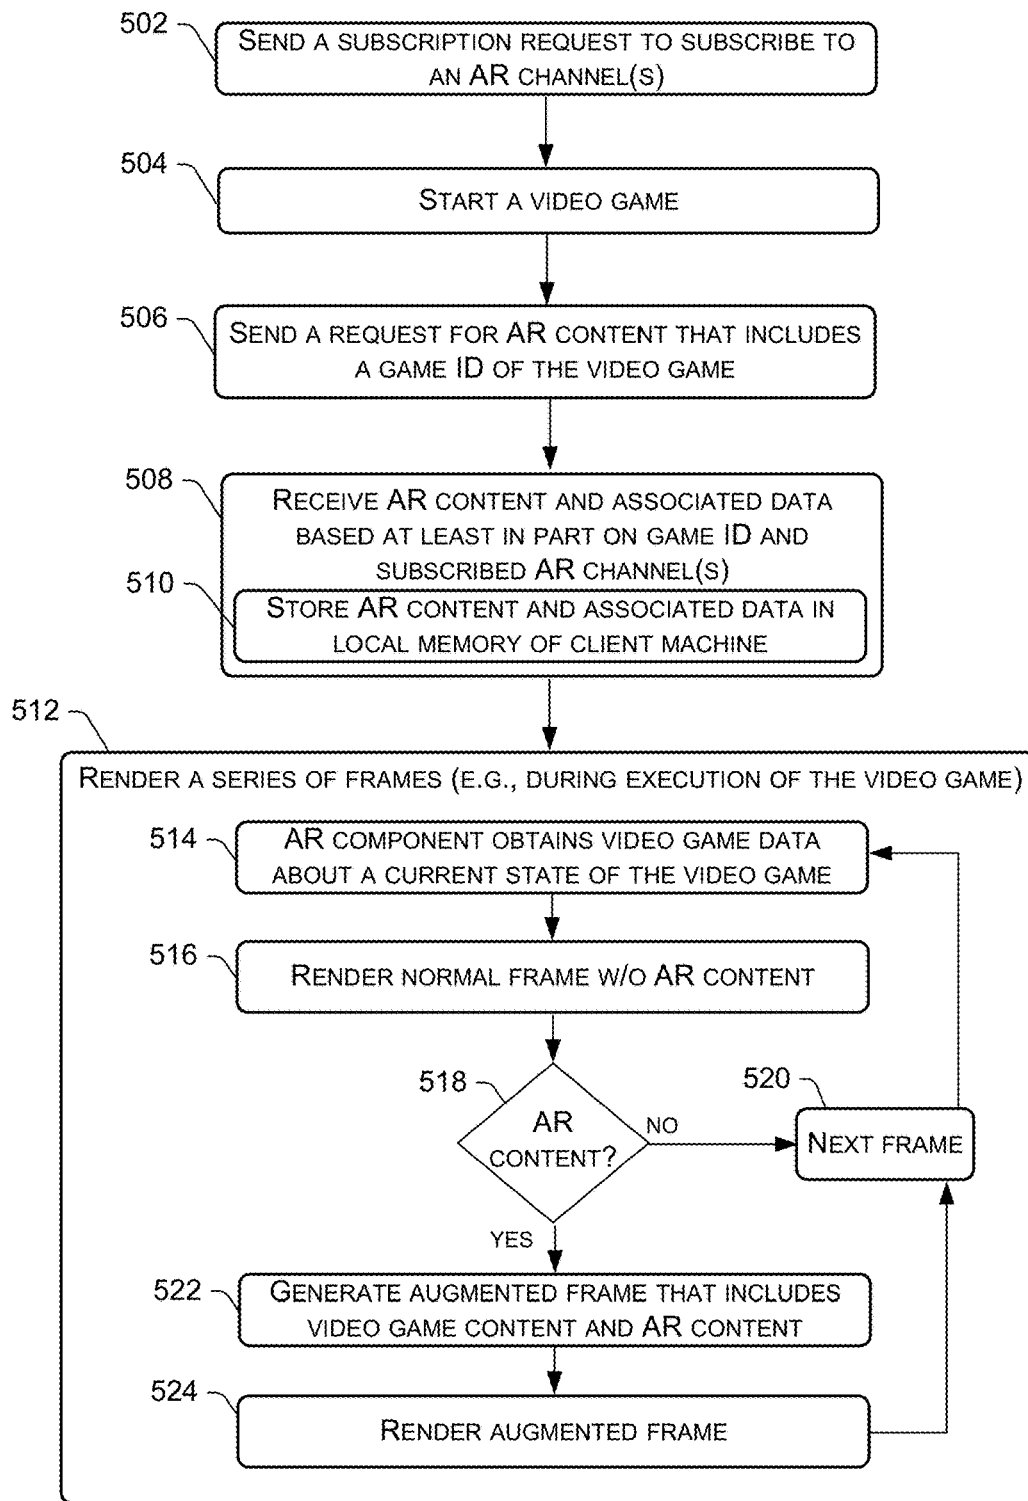 502
SEND A SUBSCRIPTION REQUEST TO SUBSCRIBE TO
AN AR CHANNEL(S)
504
START A VIDEO GAME
506
SEND A REQUEST FOR AR CONTENT THAT INCLUDES
A GAME ID OF THE VIDEO GAME
508
RECEIVE AR CONTENT AND ASSOCIATED DATA
BASED AT LEAST IN PART ON GAME ID AND
SUBSCRIBED AR CHANNEL(S)
510
STORE AR CONTENT AND ASSOCIATED DATA IN
LOCAL MEMORY OF CLIENT MACHINE
512
RENDER A SERIES OF FRAMES (E.G., DURING EXECUTION OF THE VIDEO GAME)
514
AR COMPONENT OBTAINS VIDEO GAME DATA
ABOUT A CURRENT STATE OF THE VIDEO GAME
516
RENDER NORMAL FRAME W/O AR CONTENT
518
AR
CONTENT?
NO
520
NEXT FRAME
YES
522
GENERATE AUGMENTED FRAME THAT INCLUDES
VIDEO GAME CONTENT AND AR CONTENT
524
RENDER AUGMENTED FRAME